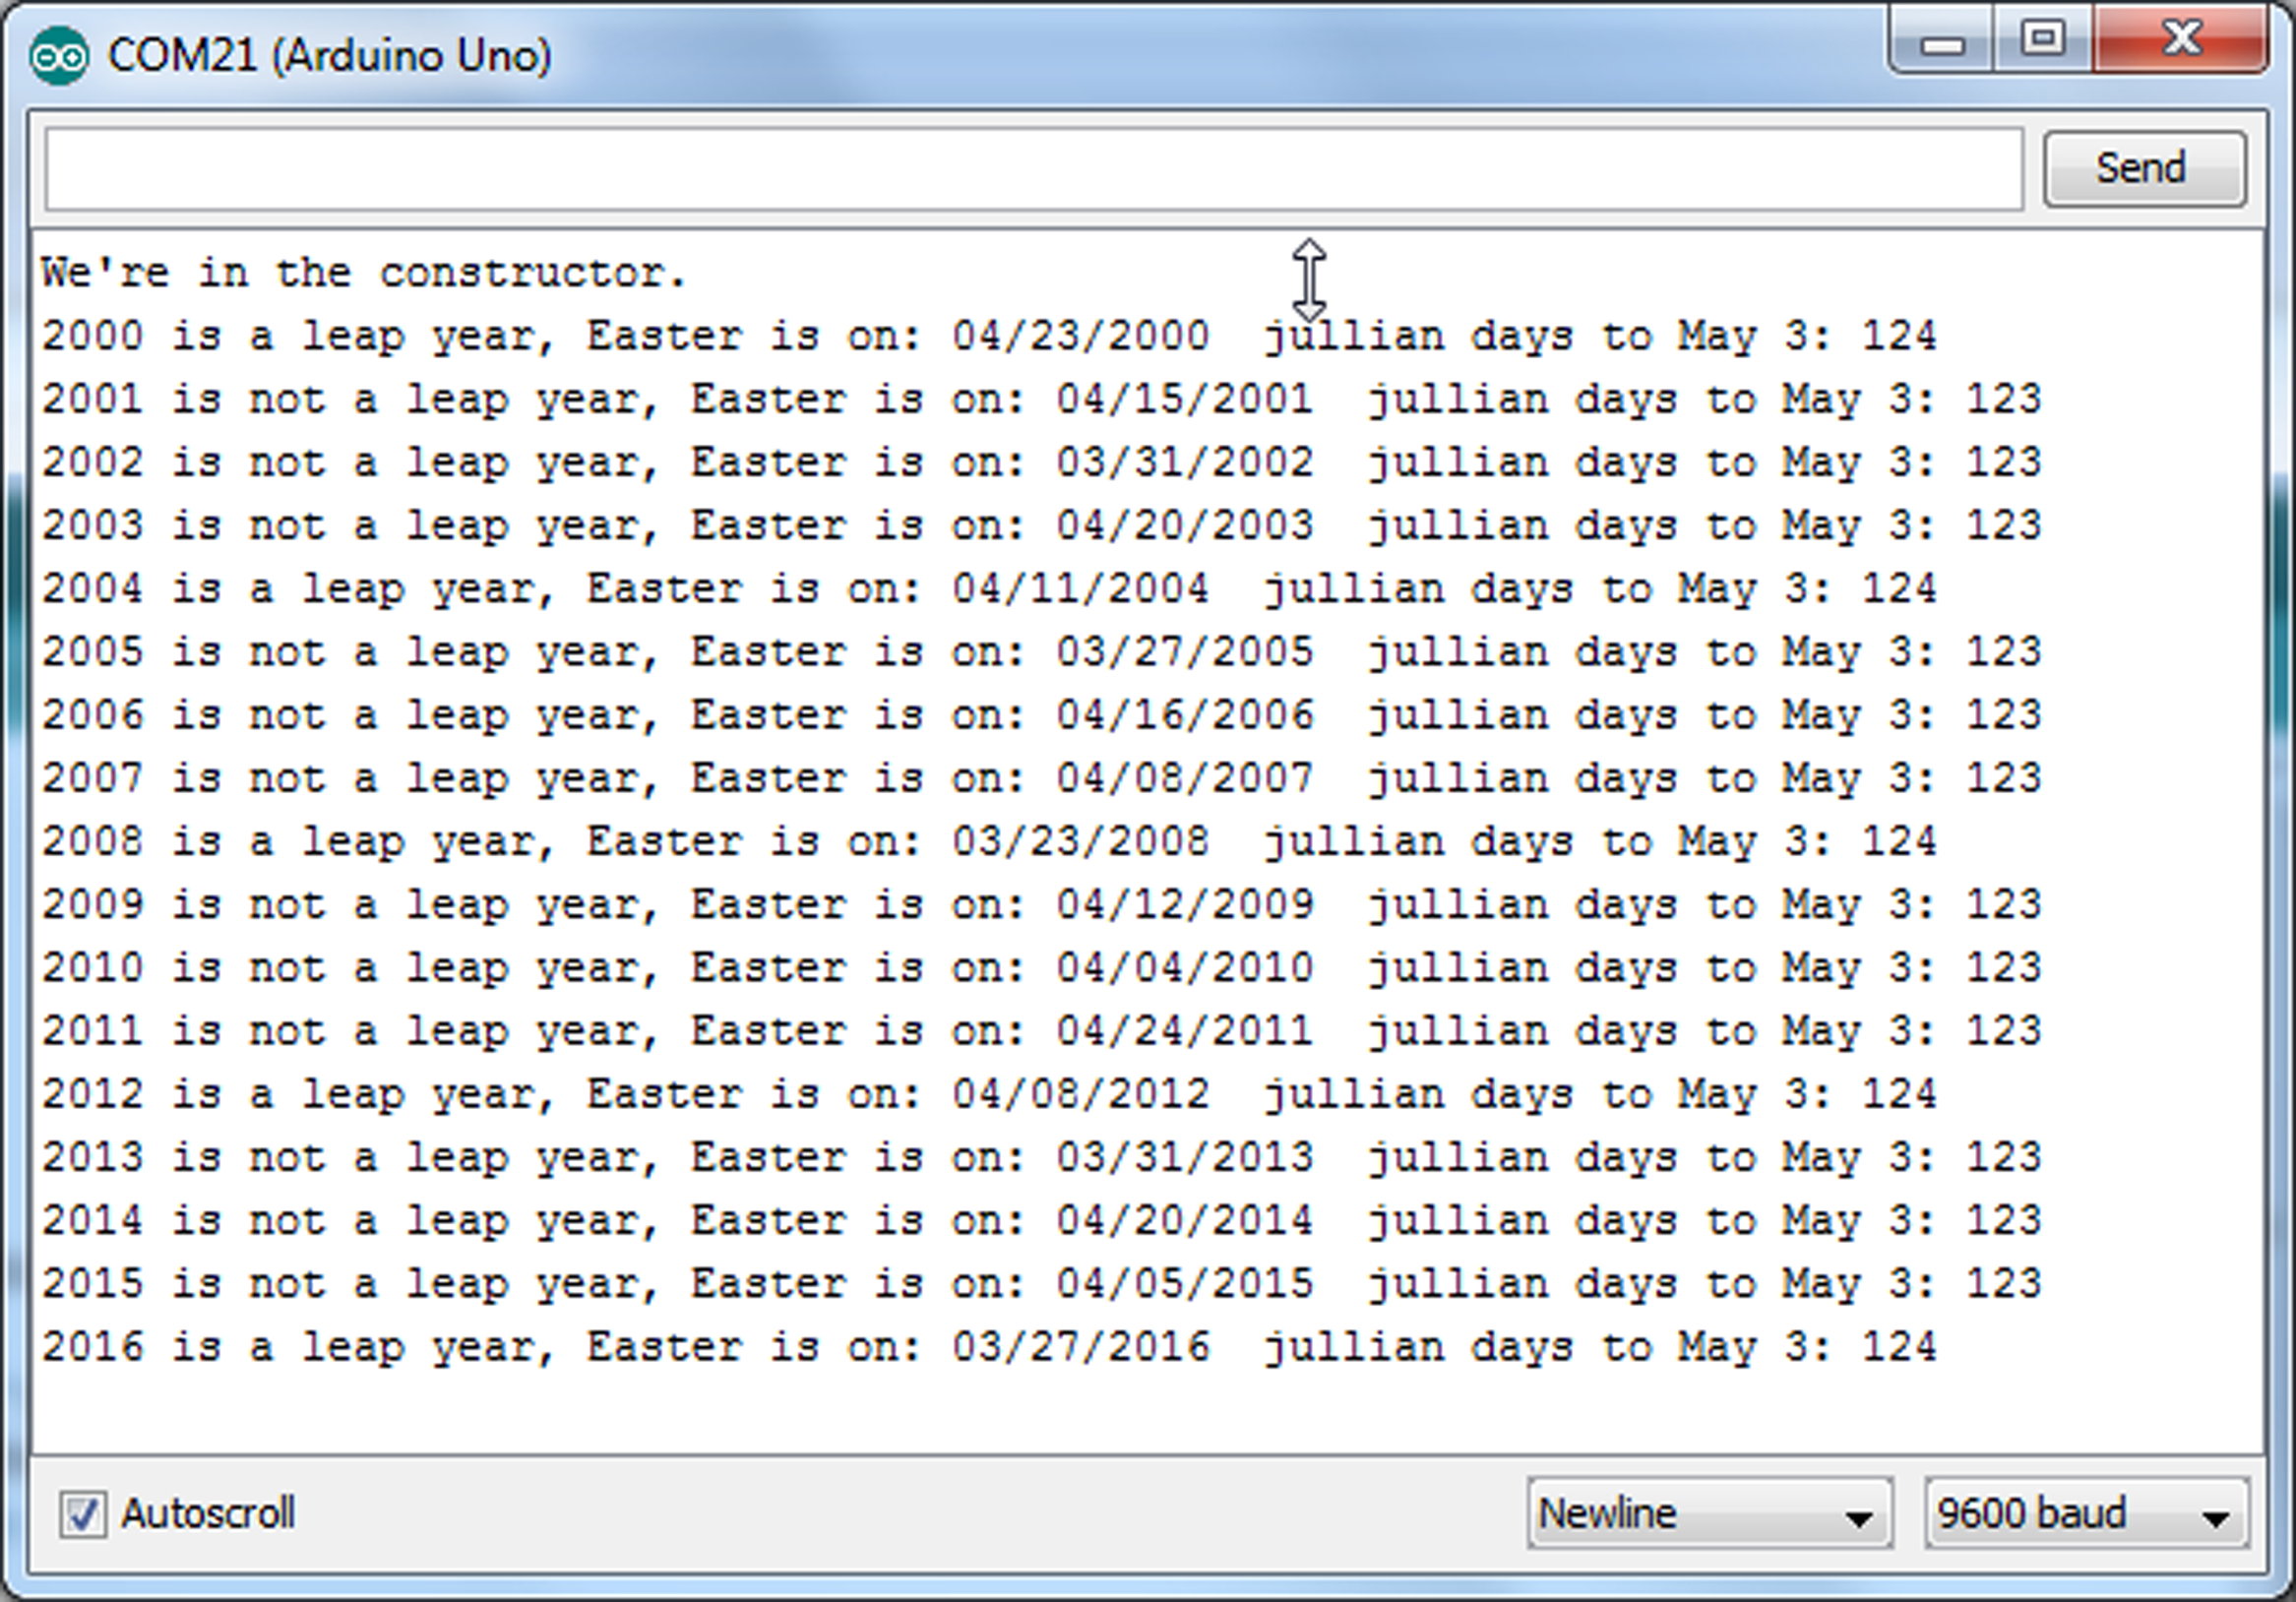 COM21 (Arduino Uno)
Send
We're in the constructor.
2000 is a leap year, Easter is on: 04/23/2000  jullian days to May 3: 124
2001 is not a leap year, Easter is on: 04/15/2001  jullian days to May 3: 123
2002 is not a leap year, Easter is on: 03/31/2002  jullian days to May 3: 123
2003 is not a leap year, Easter is on: 04/20/2003  jullian days to May 3: 123
2004 is a leap year, Easter is on: 04/11/2004  jullian days to May 3: 124
2005 is not a leap year, Easter is on: 03/27/2005  jullian days to May 3: 123
2006 is not a leap year, Easter is on: 04/16/2006  jullian days to May 3: 123
2007 is not a leap year, Easter is on: 04/08/2007  jullian days to May 3: 123
2008 is a leap year, Easter is on: 03/23/2008  jullian days to May 3: 124
2009 is not a leap year, Easter is on: 04/12/2009  jullian days to May 3: 123
2010 is not a leap year, Easter is on: 04/04/2010  jullian days to May 3: 123
2011 is not a leap year, Easter is on: 04/24/2011  jullian days to May 3: 123
2012 is a leap year, Easter is on: 04/08/2012  jullian days to May 3: 124
2013 is not a leap year, Easter is on: 03/31/2013  jullian days to May 3: 123
2014 is not a leap year, Easter is on: 04/20/2014  jullian days to May 3: 123
2015 is not a leap year, Easter is on: 04/05/2015  jullian days to May 3: 123
2016 is a leap year, Easter is on: 03/27/2016  jullian days to May 3: 124
Autoscroll Newline 9600 baud